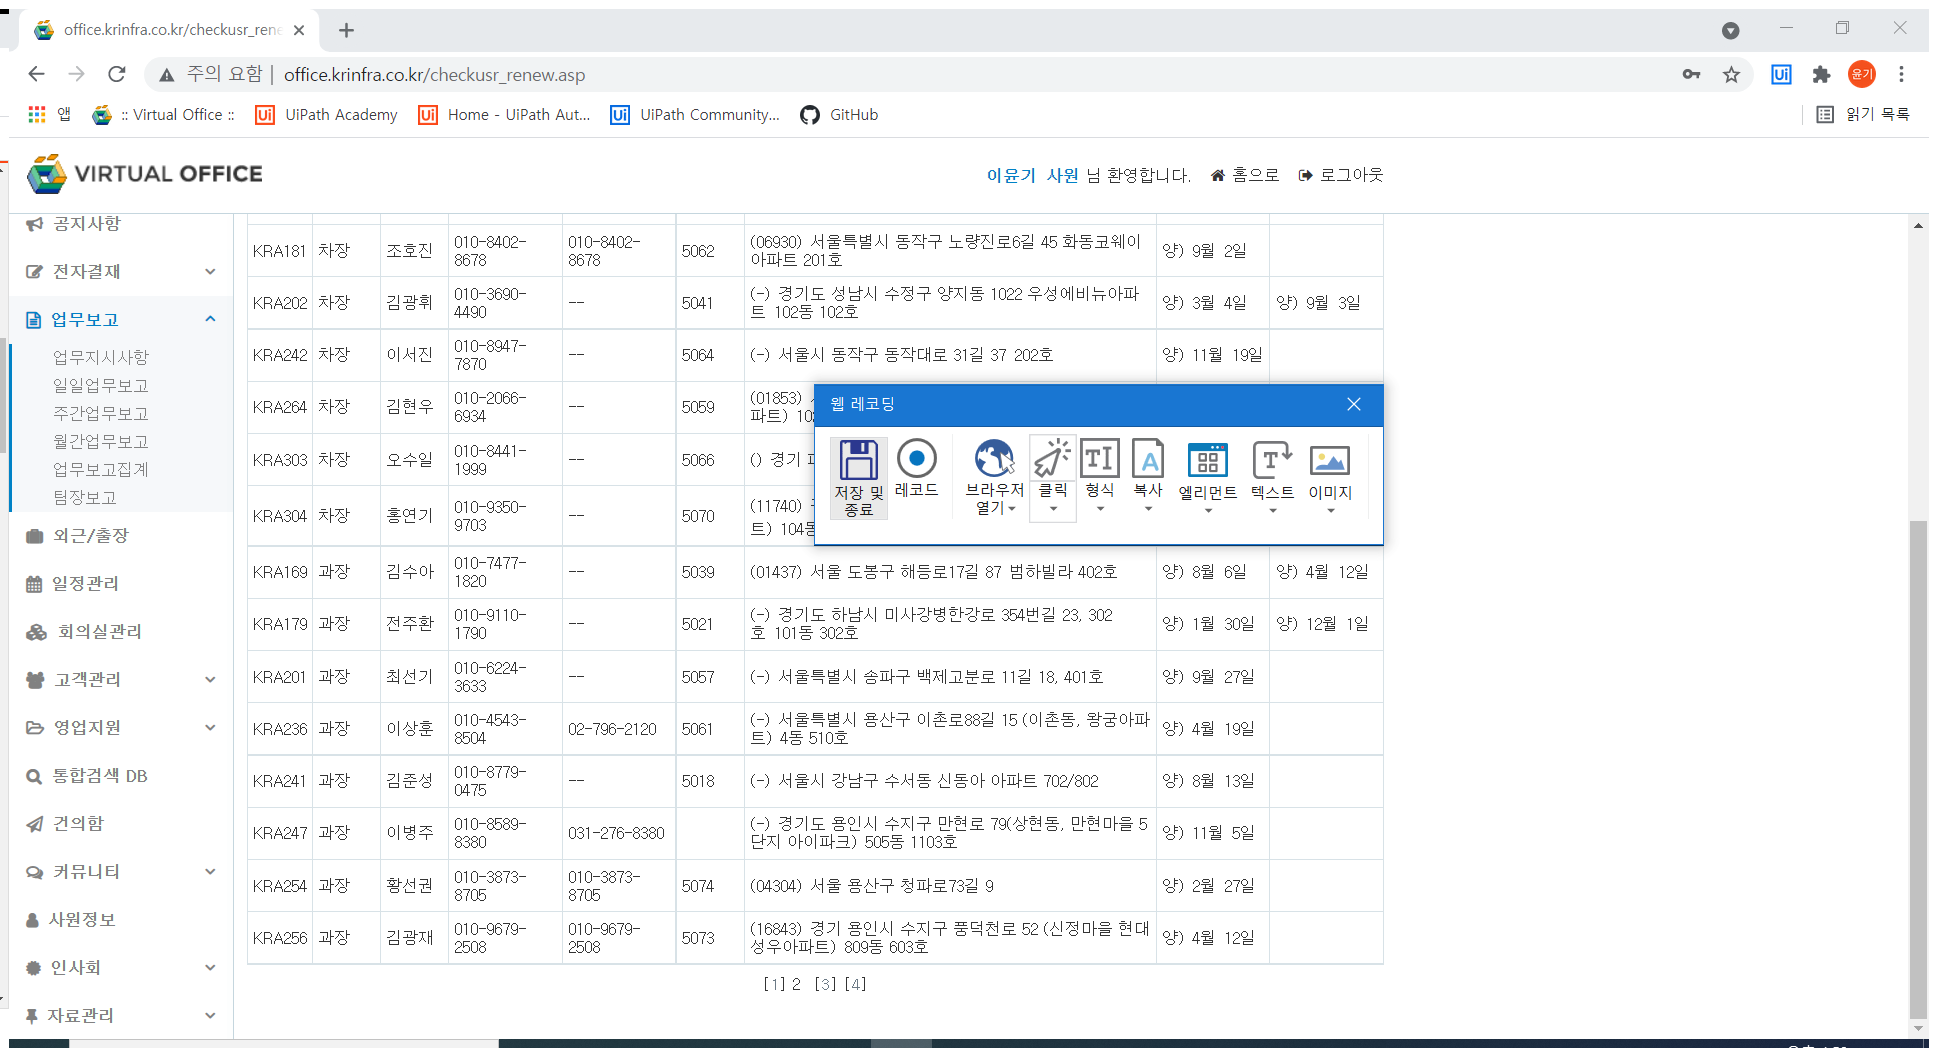 office.krinfra.co.kr/checkusr_rene
주의 요함 | office.krinfra.co.kr/checkusr_renew.asp
Ui
윤기
앱
:: Virtual Office ::
Ui UiPath Academy
Ui Home - UiPath Aut...
Ui UiPath Community...
GitHub
읽기 목록
VIRTUAL OFFICE
이윤기 사원 님 환영합니다. 홈으로 로그아웃
공지사항
전자결재
업무보고
업무지시사항
일일업무보고
주간업무보고
월간업무보고
업무보고집계
팀장보고
외근/출장
일정관리
회의실관리
고객관리
영업지원
통합검색 DB
건의함
커뮤니티
사원정보
인사회
자료관리
KRA181 차장 조호진 010-8402-8678 010-8402-8678 5062 (06930) 서울특별시 동작구 노량진로6길 45 화동코웨이아파트 201호 양) 9월 2일
KRA202 차장 김광휘 010-3690-4490 -- 5041 (-) 경기도 성남시 수정구 양지동 1022 우성에비뉴아파트 102동 102호 양) 3월 4일 양) 9월 3일
KRA242 차장 이서진 010-8947-7870 -- 5064 (-) 서울시 동작구 동작대로 31길 37 202호 양) 11월 19일
KRA264 차장 김현우 010-2066-6934 -- 5059 (01853) 파트) 10
KRA303 차장 오수일 010-8441-1999 -- 5066 () 경기
KRA304 차장 홍연기 010-9350-9703 -- 5070 (11740) 트) 104동
KRA169 과장 김수아 010-7477-1820 -- 5039 (01437) 서울 도봉구 해등로17길 87 범하빌라 402호 양) 8월 6일 양) 4월 12일
KRA179 과장 전주환 010-9110-1790 -- 5021 (-) 경기도 하남시 미사강병한강로 354번길 23, 302호 101동 302호 양) 1월 30일 양) 12월 1일
KRA201 과장 최선기 010-6224-3633 -- 5057 (-) 서울특별시 송파구 백제고분로 11길 18, 401호 양) 9월 27일
KRA236 과장 이상훈 010-4543-8504 02-796-2120 5061 (-) 서울특별시 용산구 이촌로88길 15 (이촌동, 왕궁아파트) 4동 510호 양) 4월 19일
KRA241 과장 김준성 010-8779-0475 -- 5018 (-) 서울시 강남구 수서동 신동아 아파트 702/802 양) 8월 13일
KRA247 과장 이병주 010-8589-8380 031-276-8380 (-) 경기도 용인시 수지구 만현로 79(상현동, 만현마을 5단지 아이파크) 505동 1103호 양) 11월 5일
KRA254 과장 황선권 010-3873-8705 010-3873-8705 5074 (04304) 서울 용산구 청파로73길 9 양) 2월 27일
KRA256 과장 김광재 010-9679-2508 010-9679-2508 5073 (16843) 경기 용인시 수지구 풍덕천로 52 (신정마을 현대성우아파트) 809동 603호 양) 4월 12일
[1] 2 [3] [4]
웹 레코딩
저장 및 종료
레코드
브라우저 열기
클릭
형식
복사
엘리먼트
텍스트
이미지